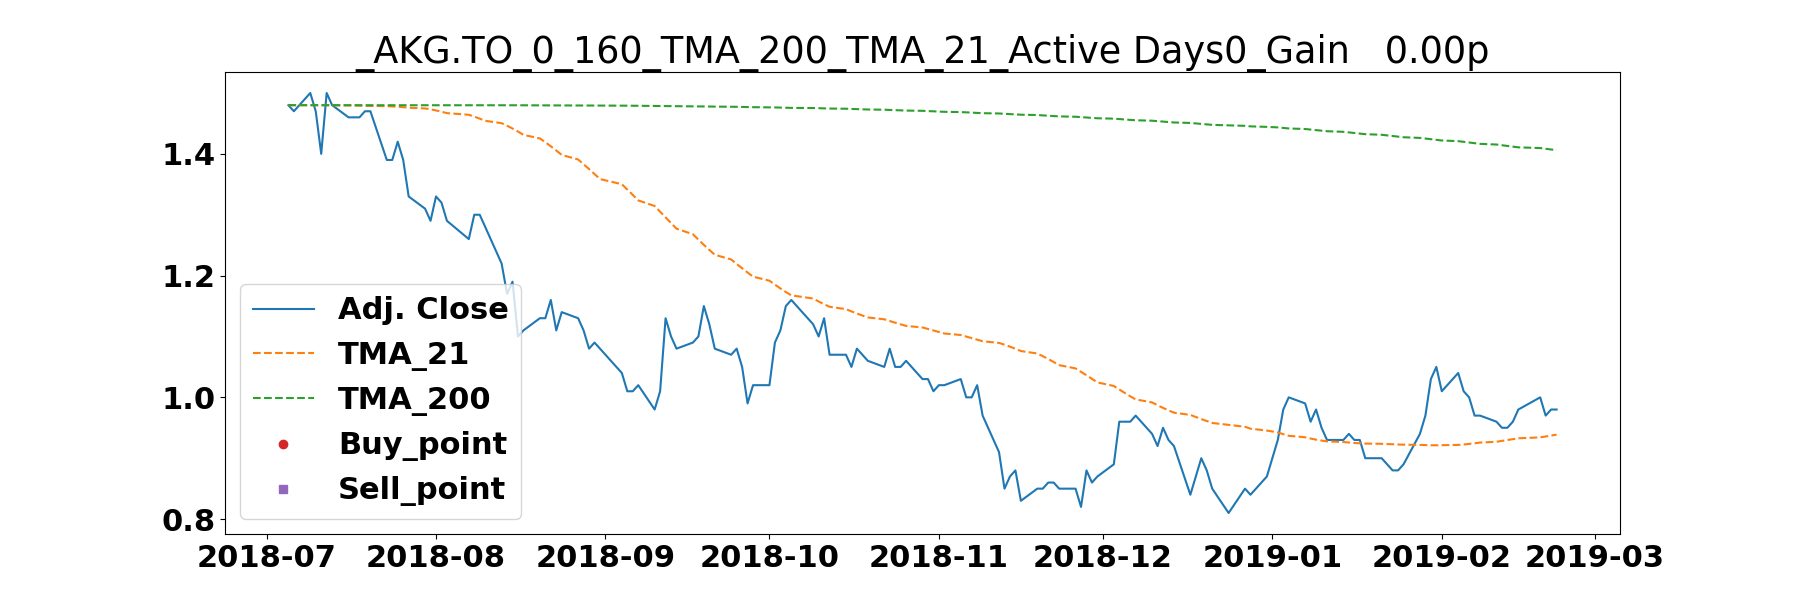 _AKG.TO_0_160_TMA_200_TMA_21_Active Days0_Gain   0.00p
1.4
1.2
1.0
0.8
Adj. Close
TMA_21
TMA_200
Buy_point
Sell_point
2018-07 2018-08 2018-09 2018-10 2018-11 2018-12 2019-01 2019-02 2019-03